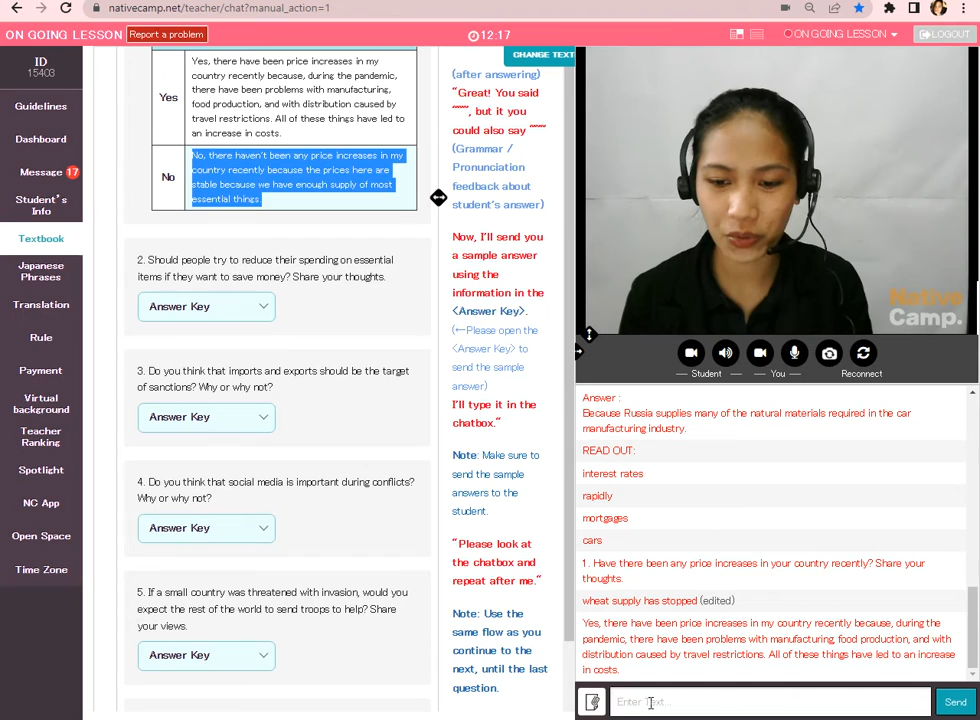 nativecamp.net/teacher/chat?manual_action=1
ON GOING LESSON
Report a problem
12:17
ON GOING LESSON
LOGOUT
ID
15403
Guidelines
Dashboard
Message 17
Student's
Info
Textbook
Japanese
Phrases
Translation
Rule
Payment
Virtual
background
Teacher
Ranking
Spotlight
NC App
Open Space
Time Zone
Yes
Yes, there have been price increases in my
country recently because, during the pandemic,
there have been problems with manufacturing,
food production, and with distribution caused by
travel restrictions. All of these things have led to
an increase in costs.
No
No, there haven't been any price increases in my
country recently because the prices here are
stable because we have enough supply of most
essential things.
2. Should people try to reduce their spending on essential
items if they want to save money? Share your thoughts.
Answer Key
3. Do you think that imports and exports should be the target
of sanctions? Why or why not?
Answer Key
4. Do you think that social media is important during conflicts?
Why or why not?
Answer Key
5. If a small country was threatened with invasion, would you
expect the rest of the world to send troops to help? Share
your views.
Answer Key
CHANGE TEXT
(after answering)
"Great! You said
~~~, but it you
could also say ~~~
(Grammar /
Pronunciation
feedback about
student's answer)
Now, I'll send you
a sample answer
using the
information in the
<Answer Key>.
(←Please open the
<Answer Key> to
send the sample
answer)
I'll type it in the
chatbox."
Note: Make sure to
send the sample
answers to the
student.
"Please look at
the chatbox and
repeat after me."
Note: Use the
same flow as you
continue to the
next, until the last
question.
Native
Camp.
Student
You
Reconnect
Answer :
Because Russia supplies many of the natural materials required in the car
manufacturing industry.
READ OUT:
interest rates
rapidly
mortgages
cars
1. Have there been any price increases in your country recently? Share your
thoughts.
wheat supply has stopped (edited)
Yes, there have been price increases in my country recently because, during the
pandemic, there have been problems with manufacturing, food production, and with
distribution caused by travel restrictions. All of these things have led to an increase
in costs.
Enter Text...
Send